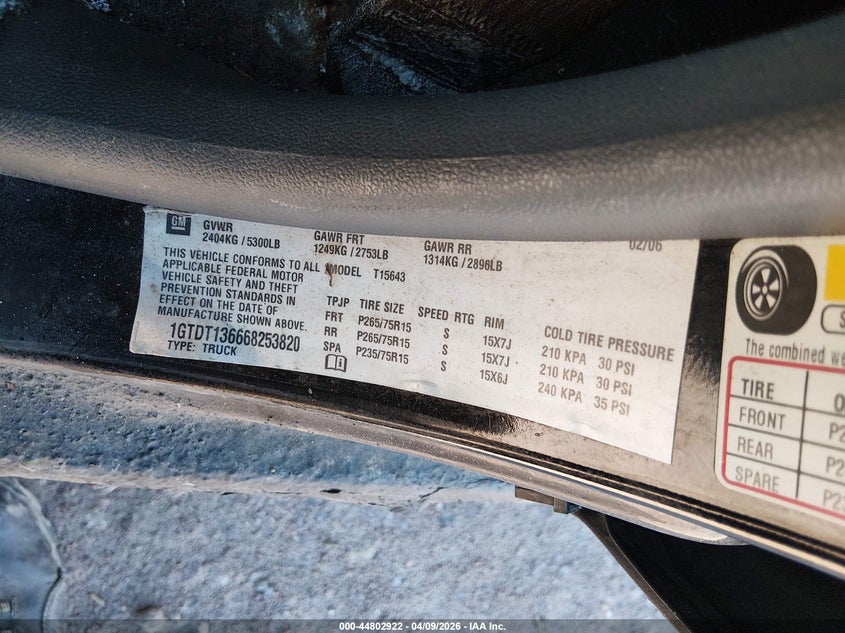 GM
GVWR
2404KG / 5300LB
GAWR FRT
1249KG / 2753LB
GAWR RR
1314KG / 2896LB
02/06
THIS VEHICLE CONFORMS TO ALL
APPLICABLE FEDERAL MOTOR
VEHICLE SAFETY AND THEFT
PREVENTION STANDARDS IN
EFFECT ON THE DATE OF
MANUFACTURE SHOWN ABOVE.
1GTDT136668253820
TYPE: TRUCK
MODEL T15643
TPJP TIRE SIZE SPEED RTG RIM COLD TIRE PRESSURE
FRT P265/75R15 S 15X7J 210 KPA 30 PSI
RR P265/75R15 S 15X7J 210 KPA 30 PSI
SPA P235/75R15 S 15X6J 240 KPA 35 PSI
The combined we
TIRE
FRONT P2
REAR P2
SPARE P23
000-44802922 - 04/09/2026 - IAA Inc.